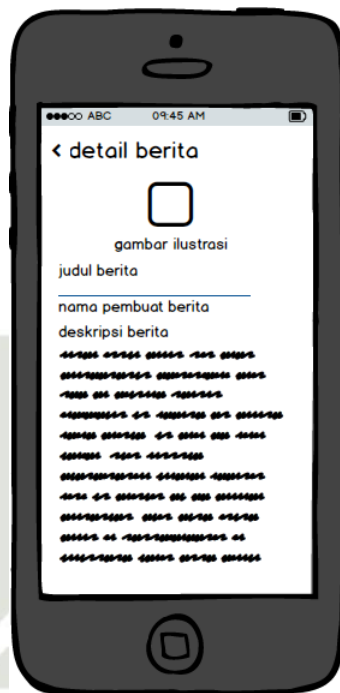 ABC 09:45 AM
< detail berita
gambar ilustrasi
judul berita
nama pembuat berita
deskripsi berita